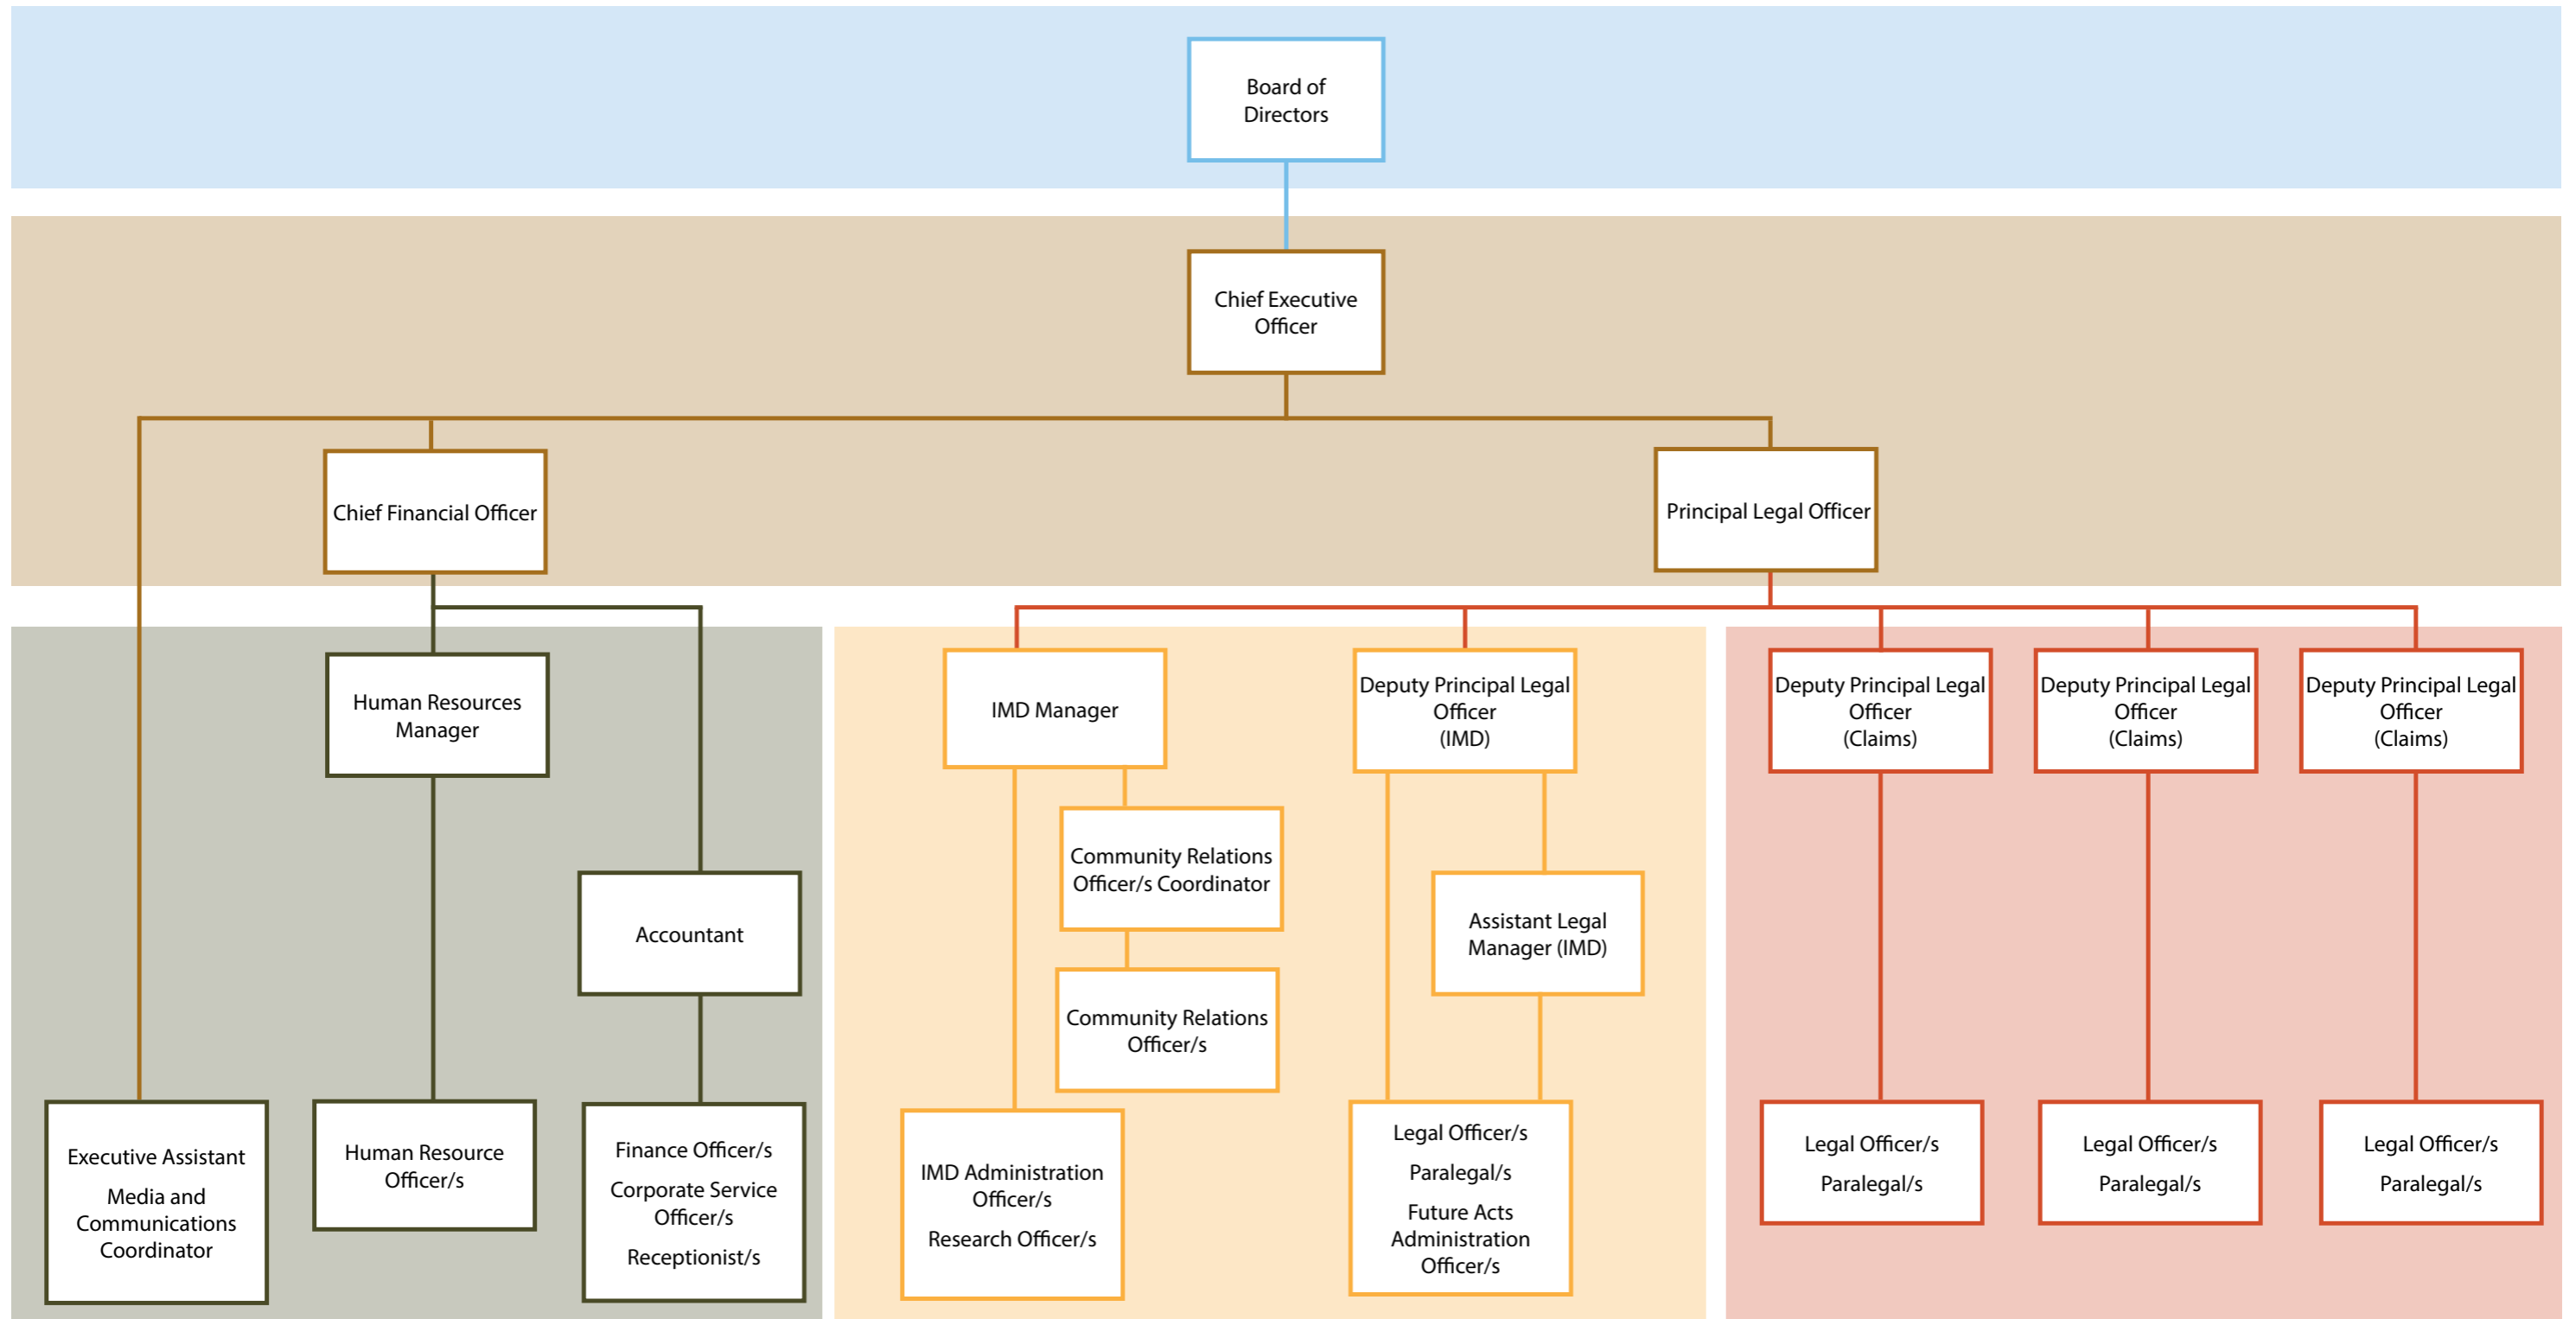 Board of
Directors
Chief Executive
Officer
Chief Financial Officer
Principal Legal Officer
Human Resources
Manager
IMD Manager
Deputy Principal Legal
Officer
(IMD)
Deputy Principal Legal
Officer
(Claims)
Deputy Principal Legal
Officer
(Claims)
Deputy Principal Legal
Officer
(Claims)
Community Relations
Officer/s Coordinator
Accountant
Assistant Legal
Manager (IMD)
Community Relations
Officer/s
Executive Assistant
Media and
Communications
Coordinator
Human Resource
Officer/s
Finance Officer/s
Corporate Service
Officer/s
Receptionist/s
IMD Administration
Officer/s
Research Officer/s
Legal Officer/s
Paralegal/s
Future Acts
Administration
Officer/s
Legal Officer/s
Paralegal/s
Legal Officer/s
Paralegal/s
Legal Officer/s
Paralegal/s